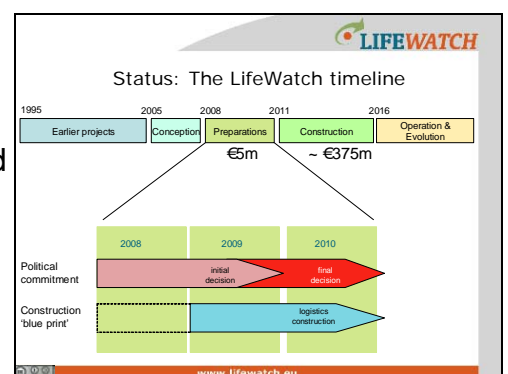 LIFEWATCH
Status: The LifeWatch timeline
1995 2005 2008 2011 2016
Earlier projects Conception Preparations Construction Operation & Evolution
€5m ~ €375m
d
2008 2009 2010
Political commitment initial decision final decision
Construction 'blue print' logistics construction
www.lifewatch.eu